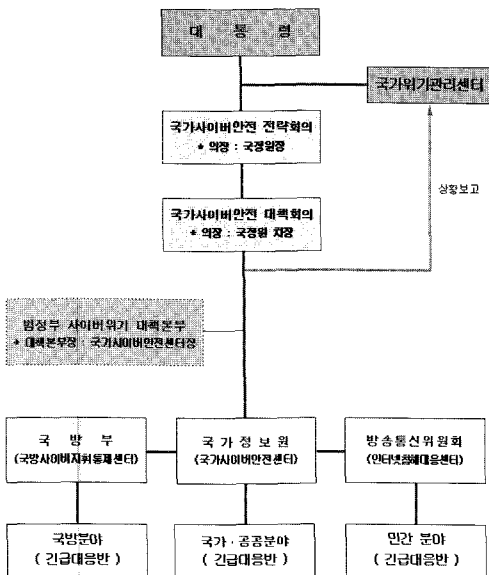 대 통 령
국가위기관리센터
국가사이버안전 전략회의
* 의장 : 국정원장
상황보고
국가사이버안전 대책회의
* 의장 : 국정원 차장
범정부 사이버위기 대책본부
* 대책본부장 : 국가사이버안전센터장
국 방 부
(국방사이버지휘통제센터)
국 가 정 보 원
(국가사이버안전센터)
방송통신위원회
(인터넷침해대응센터)
국방분야
( 긴급대응반 )
국가 · 공공분야
( 긴급대응반 )
민간 분야
( 긴급대응반 )